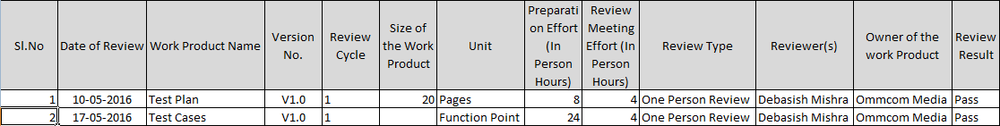 Sl.No Date of Review Work Product Name Version No. Review Cycle Size of the Work Product Unit Preparati on Effort (In Person Hours) Review Meeting Effort (In Person Hours) Review Type Reviewer(s) Owner of the work Product Review Result
1 10-05-2016 Test Plan V1.0 1 20 Pages 8 4 One Person Review Debasish Mishra Ommcom Media Pass
2 17-05-2016 Test Cases V1.0 1 Function Point 24 4 One Person Review Debasish Mishra Ommcom Media Pass